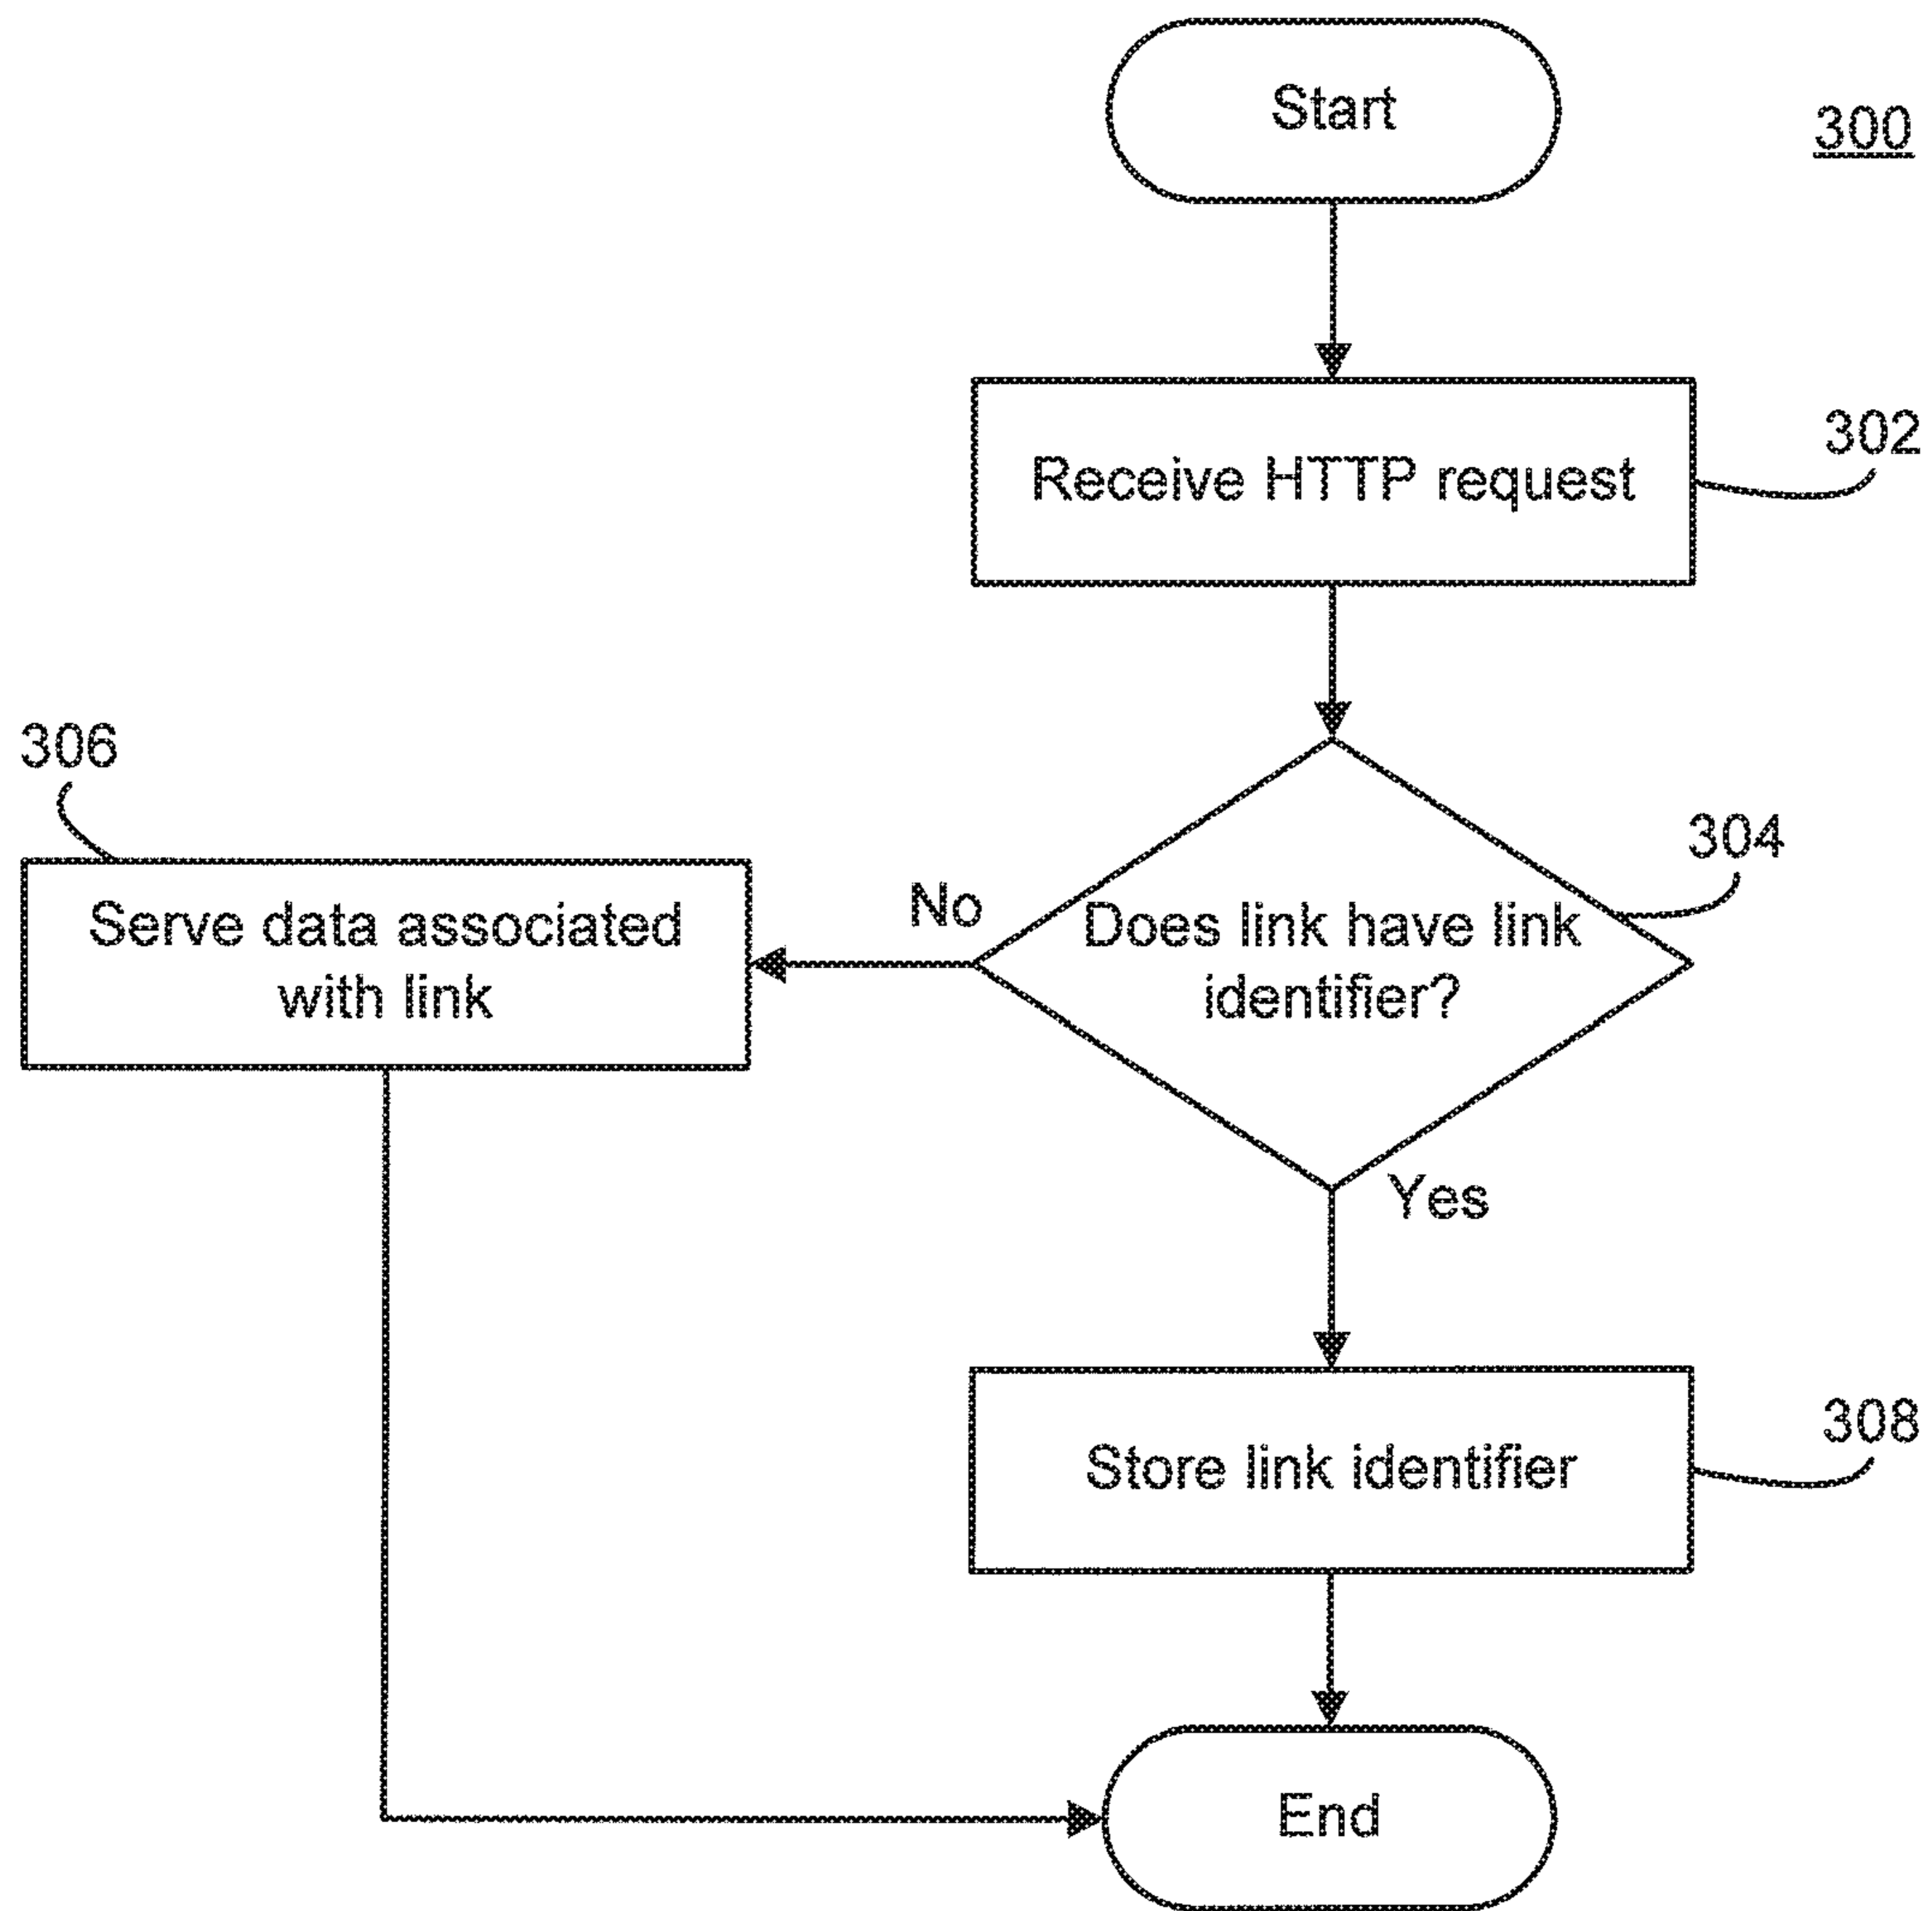 Start
300
302
Receive HTTP request
306
304
No
Does link have link
identifier?
Serve data associated
with link
Yes
308
Store link identifier
End